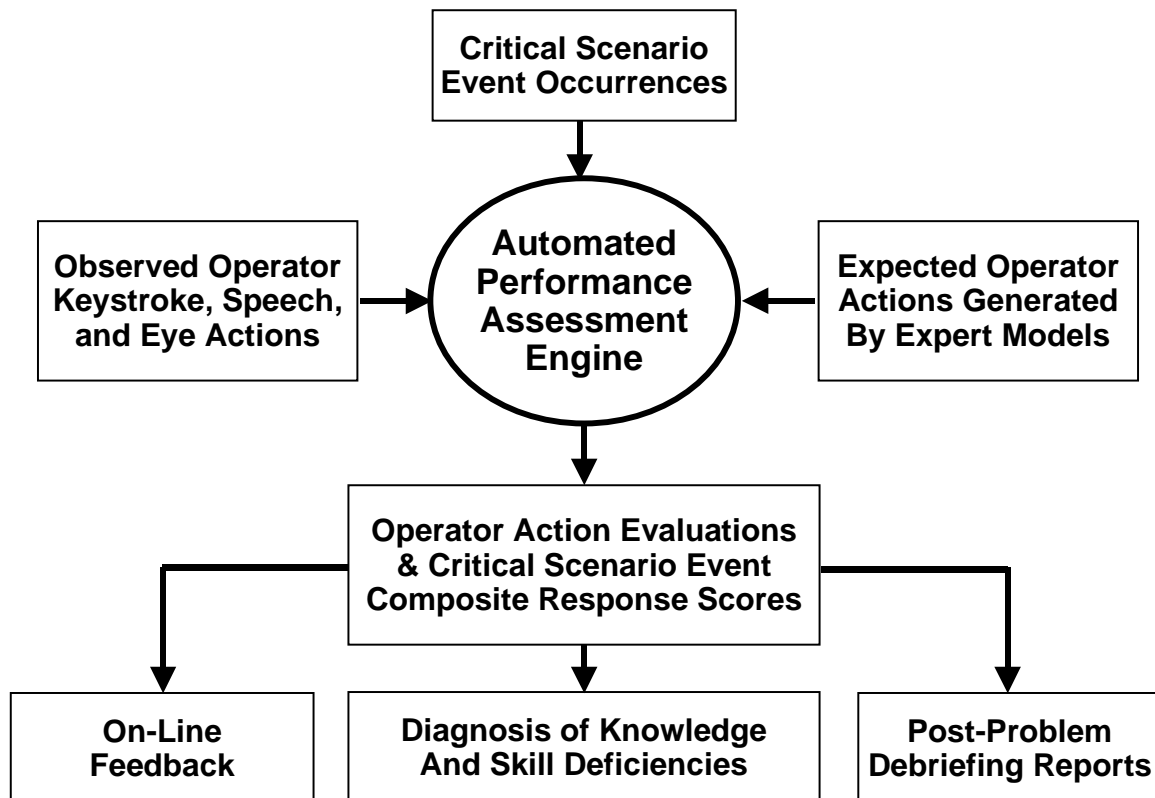 Critical Scenario
Event Occurrences
Observed Operator
Keystroke, Speech,
and Eye Actions
Automated
Performance
Assessment
Engine
Expected Operator
Actions Generated
By Expert Models
Operator Action Evaluations
& Critical Scenario Event
Composite Response Scores
On-Line
Feedback
Diagnosis of Knowledge
And Skill Deficiencies
Post-Problem
Debriefing Reports